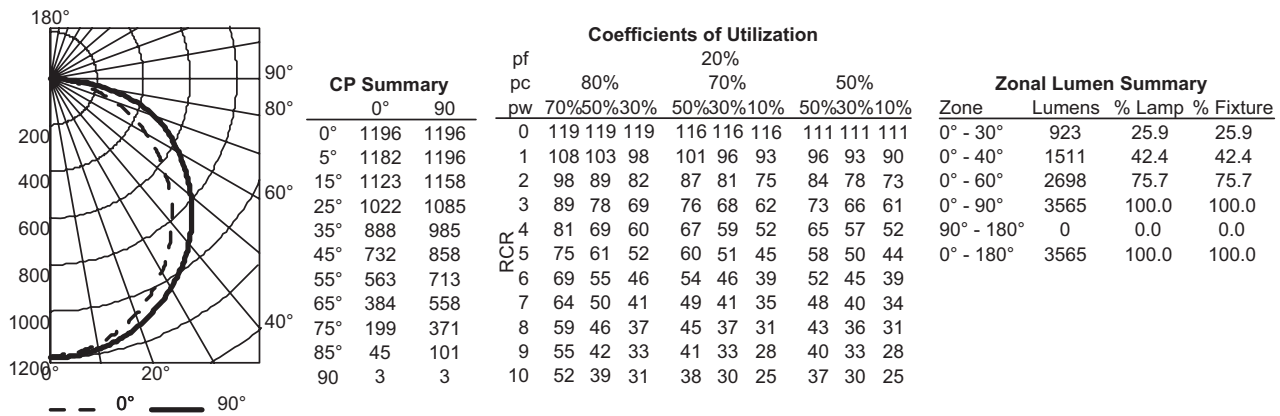 180°
90°
80°
200
400
60°
600
800
1000
40°
1200
0° 20°
0° 90°
CP Summary
0° 90
0° 1196 1196
5° 1182 1196
15° 1123 1158
25° 1022 1085
35° 888 985
45° 732 858
55° 563 713
65° 384 558
75° 199 371
85° 45 101
90 3 3
Coefficients of Utilization
pf 20%
pc 80% 70% 50%
pw 70%50%30% 50%30%10% 50%30%10%
RCR
0 119 119 119 116 116 116 111 111 111
1 108 103 98 101 96 93 96 93 90
2 98 89 82 87 81 75 84 78 73
3 89 78 69 76 68 62 73 66 61
4 81 69 60 67 59 52 65 57 52
5 75 61 52 60 51 45 58 50 44
6 69 55 46 54 46 39 52 45 39
7 64 50 41 49 41 35 48 40 34
8 59 46 37 45 37 31 43 36 31
9 55 42 33 41 33 28 40 33 28
10 52 39 31 38 30 25 37 30 25
Zonal Lumen Summary
Zone Lumens % Lamp % Fixture
0° - 30° 923 25.9 25.9
0° - 40° 1511 42.4 42.4
0° - 60° 2698 75.7 75.7
0° - 90° 3565 100.0 100.0
90° - 180° 0 0.0 0.0
0° - 180° 3565 100.0 100.0